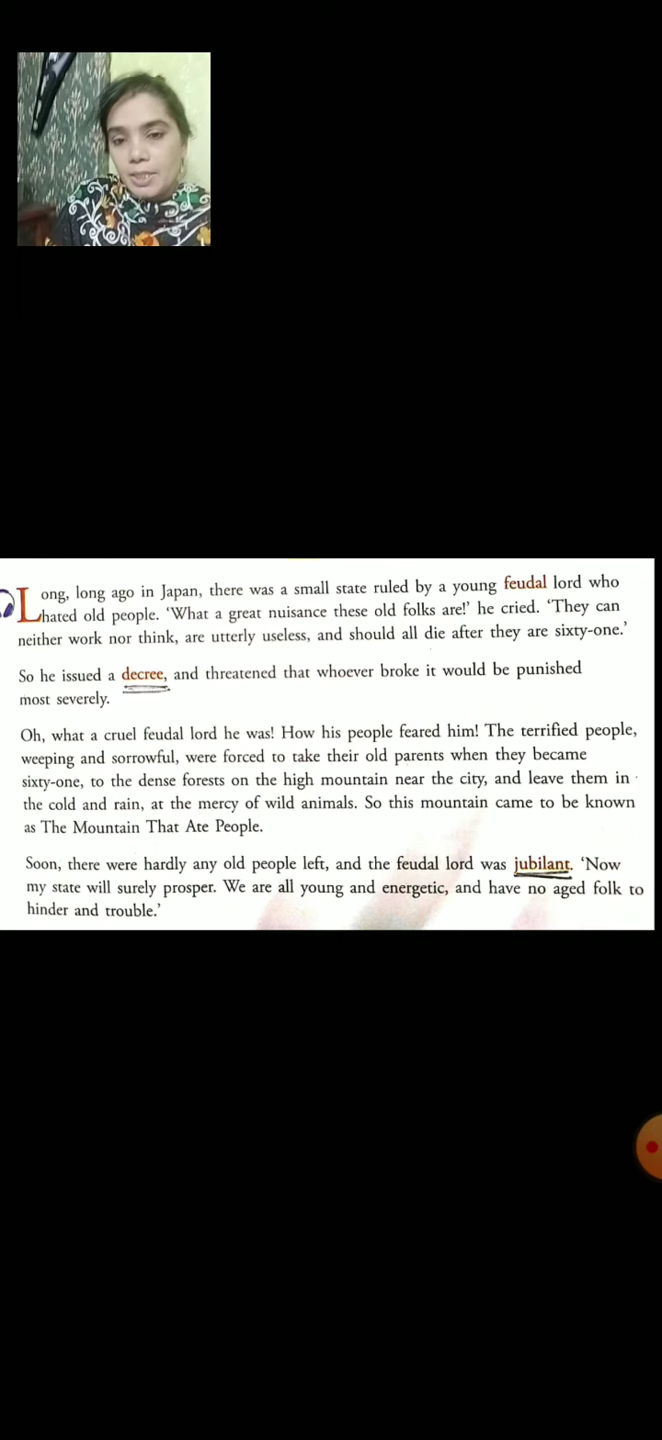 Long, long ago in Japan, there was a small state ruled by a young feudal lord who
hated old people. ‘What a great nuisance these old folks are!’ he cried. ‘They can
neither work nor think, are utterly useless, and should all die after they are sixty-one.’
So he issued a decree, and threatened that whoever broke it would be punished
most severely.
Oh, what a cruel feudal lord he was! How his people feared him! The terrified people,
weeping and sorrowful, were forced to take their old parents when they became
sixty-one, to the dense forests on the high mountain near the city, and leave them in
the cold and rain, at the mercy of wild animals. So this mountain came to be known
as The Mountain That Ate People.
Soon, there were hardly any old people left, and the feudal lord was jubilant. ‘Now
my state will surely prosper. We are all young and energetic, and have no aged folk to
hinder and trouble.’